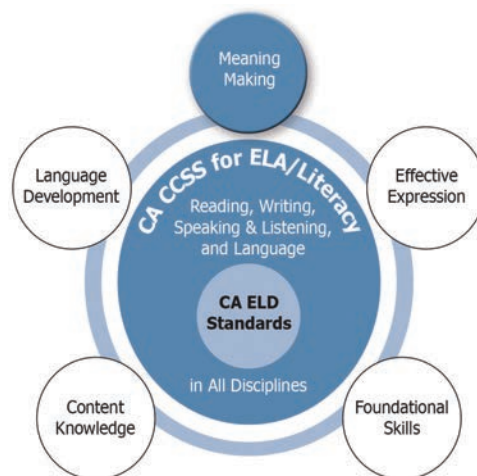 Meaning
Making
Language
Development
Effective
Expression
CA CCSS for ELA/Literacy
Reading, Writing,
Speaking & Listening,
and Language
CA ELD
Standards
in All Disciplines
Content
Knowledge
Foundational
Skills